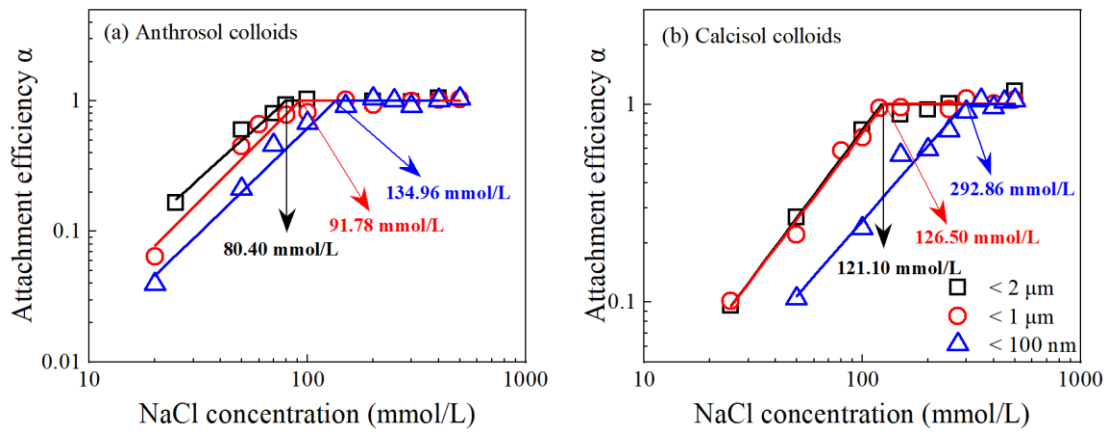 (a) Anthrosol colloids
Attachment efficiency α
1
0.1
0.01
134.96 mmol/L
91.78 mmol/L
80.40 mmol/L
10
100
1000
NaCl concentration (mmol/L)
(b) Calcisol colloids
Attachment efficiency α
1
0.1
292.86 mmol/L
126.50 mmol/L
121.10 mmol/L
< 2 μm
< 1 μm
< 100 nm
10
100
1000
NaCl concentration (mmol/L)